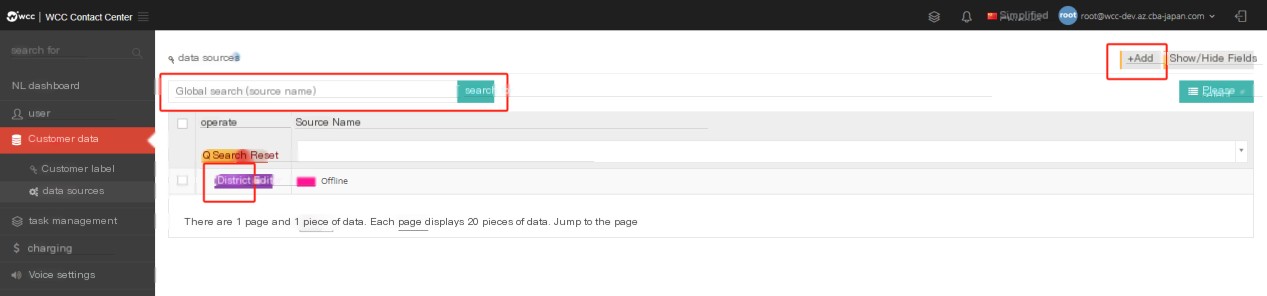 wcc | WCC Contact Center
Simplified
root
root@wcc-dev.az.cba-japan.com
search for
data sources
+Add
Show/Hide Fields
NL dashboard
Global search (source name)
search
Please
user
operate
Source Name
Customer data
Q Search Reset
Customer label
District Edit
Offline
data sources
task management
There are 1 page and 1 piece of data. Each page displays 20 pieces of data. Jump to the page
$ charging
Voice settings